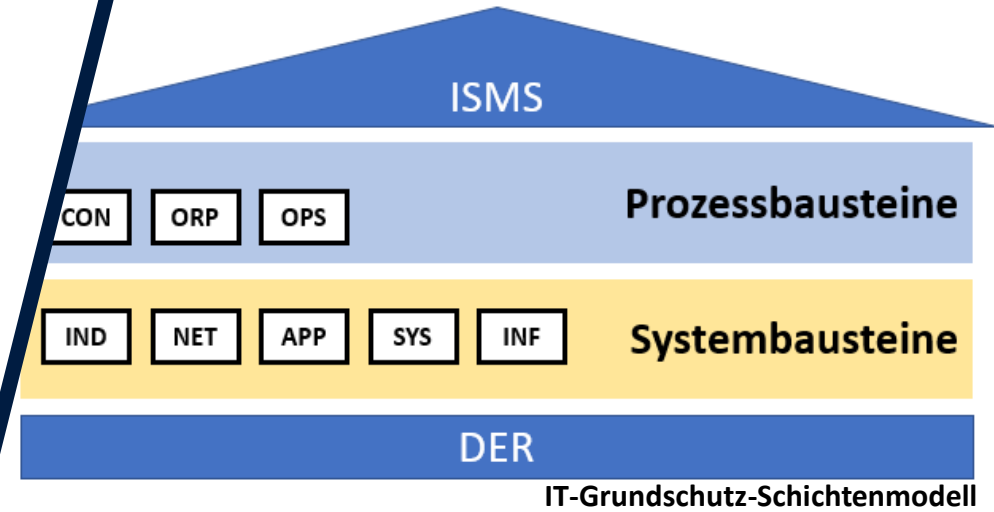 ISMS
CON ORP OPS Prozessbausteine
IND NET APP SYS INF Systembausteine
DER
IT-Grundschutz-Schichtenmodell